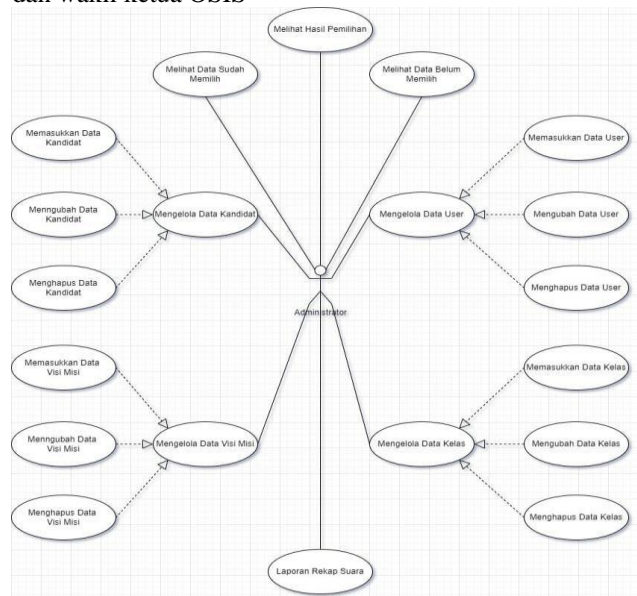 dan wakil ketua OSIS
Melihat Hasil Pemilihan
Melihat Data Sudah
Memilih
Melihat Data Belum
Memilih
Memasukkan Data
Kandidat
Memasukkan Data User
Menngubah Data
Kandidat
Mengelola Data Kandidat
Mengelola Data User
Mengubah Data User
Menghapus Data
Kandidat
Menghapus Data User
Administrator
Memasukkan Data
Visi Misi
Memasukkan Data Kelas
Menngubah Data
Visi Misi
Mengelola Data Visi Misi
Mengelola Data Kelas
Mengubah Data Kelas
Menghapus Data
Visi Misi
Menghapus Data Kelas
Laporan Rekap Suara